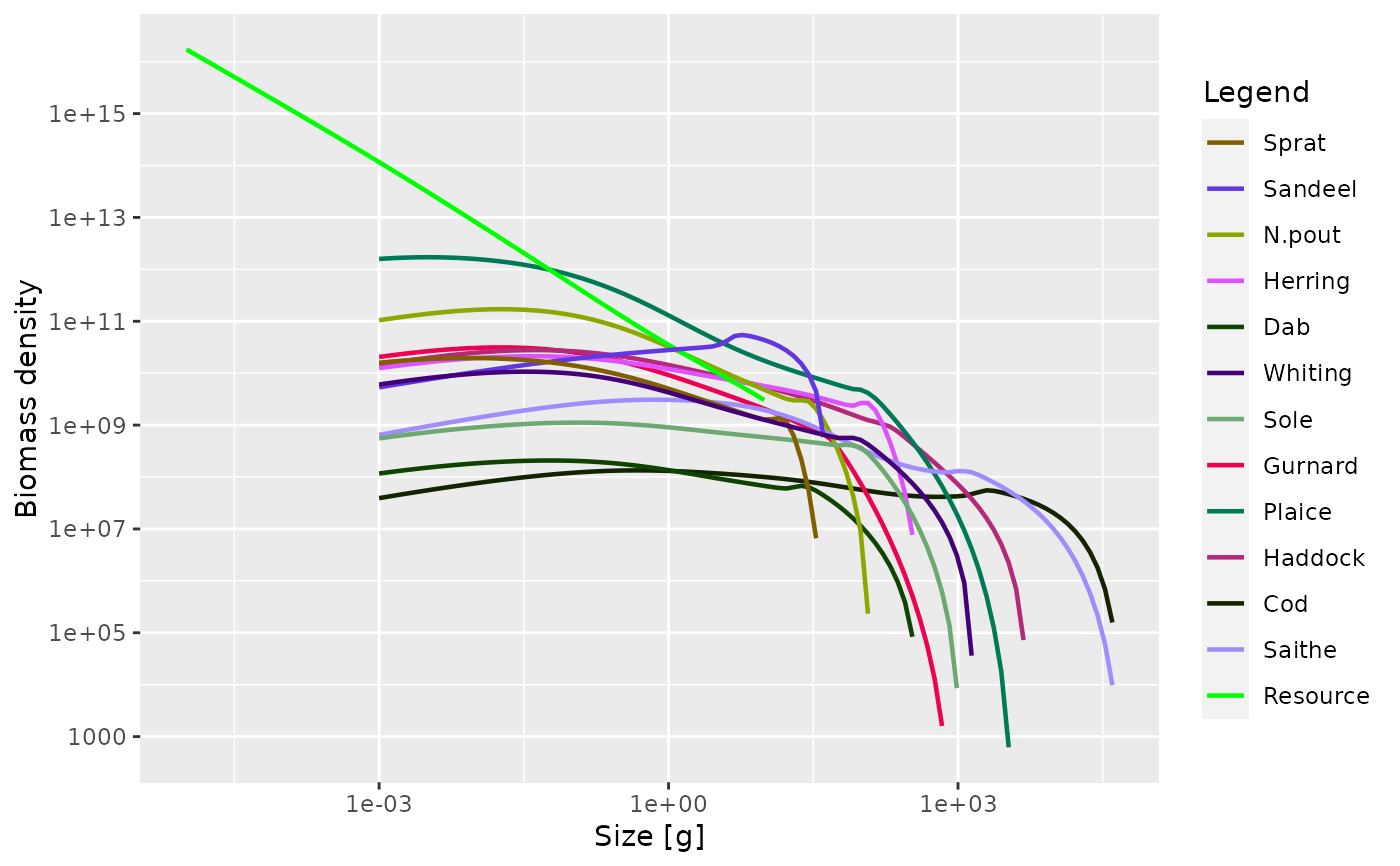 Biomass density
1e+15
1e+13
1e+11
1e+09
1e+07
1e+05
1000
1e-03
1e+00
1e+03
Size [g]
Legend
Sprat
Sandeel
N.pout
Herring
Dab
Whiting
Sole
Gurnard
Plaice
Haddock
Cod
Saithe
Resource